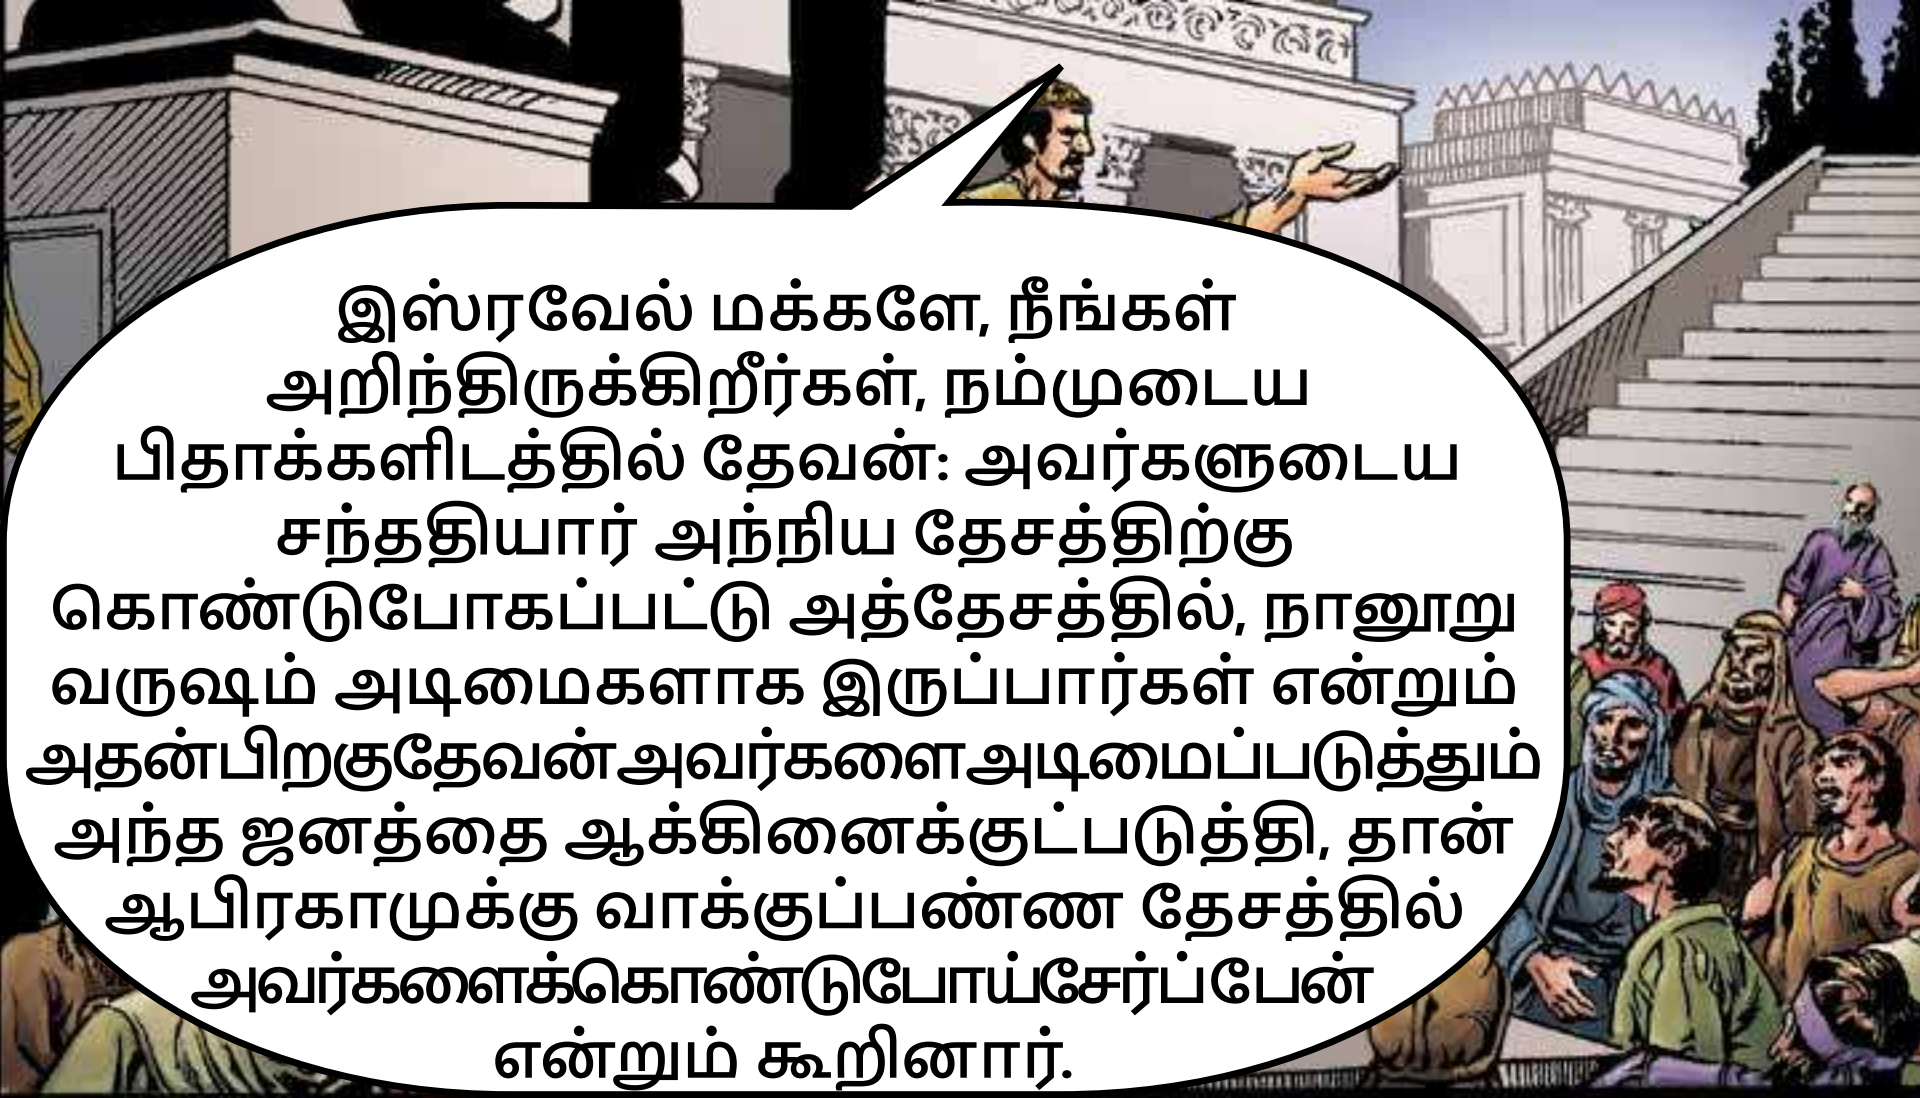 இஸ்ரவேல் மக்களே, நீங்கள்
அறிந்திருக்கிறீர்கள், நம்முடைய
பிதாக்களிடத்தில் தேவன்: அவர்களுடைய
சந்ததியார் அந்நிய தேசத்திற்கு
கொண்டுபோகப்பட்டு அத்தேசத்தில், நானூறு
வருஷம் அடிமைகளாக இருப்பார்கள் என்றும்
அதன்பிறகுதேவன்அவர்களைஅடிமைப்படுத்தும்
அந்த ஜனத்தை ஆக்கினைக்குட்படுத்தி, தான்
ஆபிரகாமுக்கு வாக்குப்பண்ண தேசத்தில்
அவர்களைக்கொண்டுபோய்சேர்ப்பேன்
என்றும் கூறினார்.